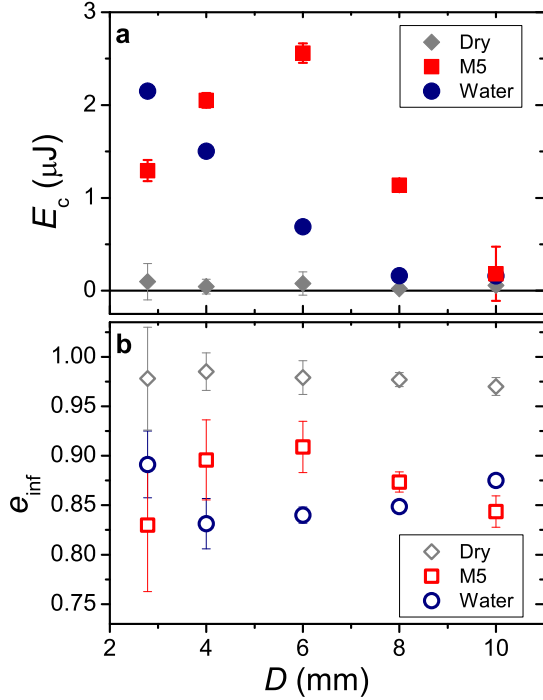 a
3
2
1
0
E_c (μJ)
Dry
M5
Water
b
1.00
0.95
0.90
0.85
0.80
0.75
e_inf
Dry
M5
Water
2 4 6 8 10
D (mm)